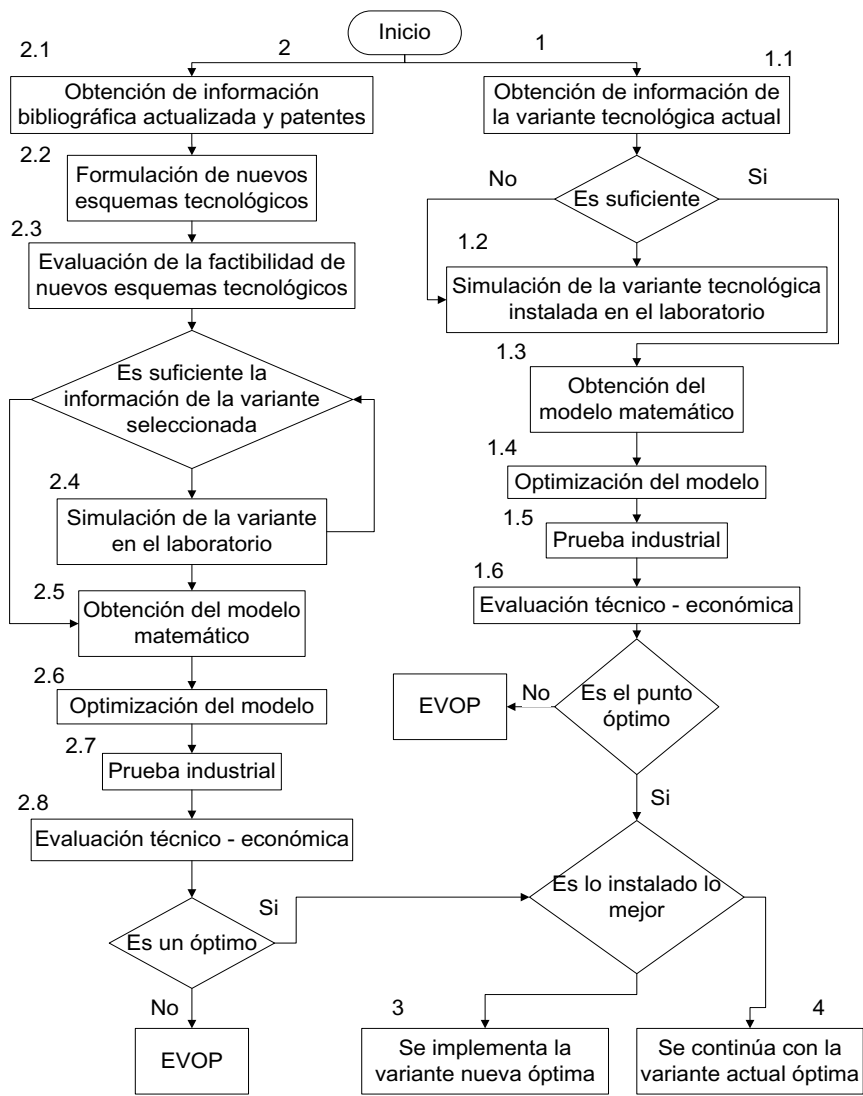 Inicio
2
1
2.1
Obtención de información
bibliográfica actualizada y patentes
2.2
Formulación de nuevos
esquemas tecnológicos
2.3
Evaluación de la factibilidad de
nuevos esquemas tecnológicos
Es suficiente la
información de la variante
seleccionada
2.4
Simulación de la variante
en el laboratorio
2.5
Obtención del modelo
matemático
2.6
Optimización del modelo
2.7
Prueba industrial
2.8
Evaluación técnico - económica
Es un óptimo
Si
No
EVOP
1.1
Obtención de información de
la variante tecnológica actual
No
Es suficiente
Si
1.2
Simulación de la variante tecnológica
instalada en el laboratorio
1.3
Obtención del
modelo matemático
1.4
Optimización del modelo
1.5
Prueba industrial
1.6
Evaluación técnico - económica
Es el punto
óptimo
No
EVOP
Si
Es lo instalado lo
mejor
3
Se implementa la
variante nueva óptima
4
Se continúa con la
variante actual óptima